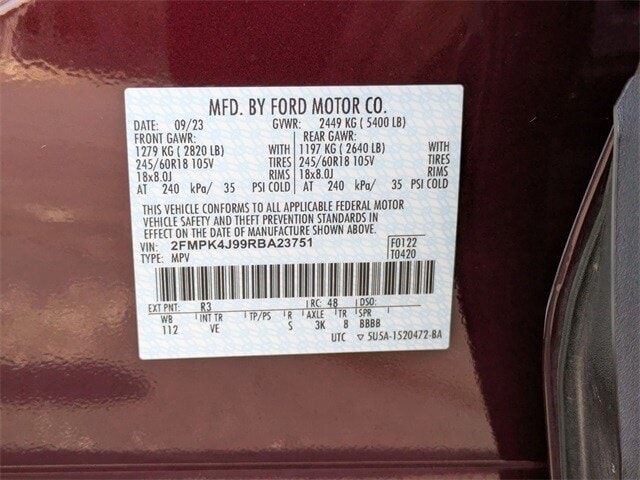 MFD. BY FORD MOTOR CO.
DATE: 09/23 GVWR: 2449 KG ( 5400 LB)
FRONT GAWR: REAR GAWR:
1279 KG ( 2820 LB) WITH 1197 KG ( 2640 LB) WITH
245/60R18 105V TIRES 245/60R18 105V TIRES
18x8.0J RIMS 18x8.0J RIMS
AT 240 kPa/ 35 PSI COLD AT 240 kPa/ 35 PSI COLD
THIS VEHICLE CONFORMS TO ALL APPLICABLE FEDERAL MOTOR
VEHICLE SAFETY AND THEFT PREVENTION STANDARDS IN
EFFECT ON THE DATE OF MANUFACTURE SHOWN ABOVE.
VIN: 2FMPK4J99RBA23751 F0122
TYPE: MPV T0420
EXT PNT: R3 RC: 48 DSO:
WB INT TR TP/PS R AXLE TR SPR
112 VE S 3K 8 BBBB
UTC ▽ 5U5A-1520472-BA